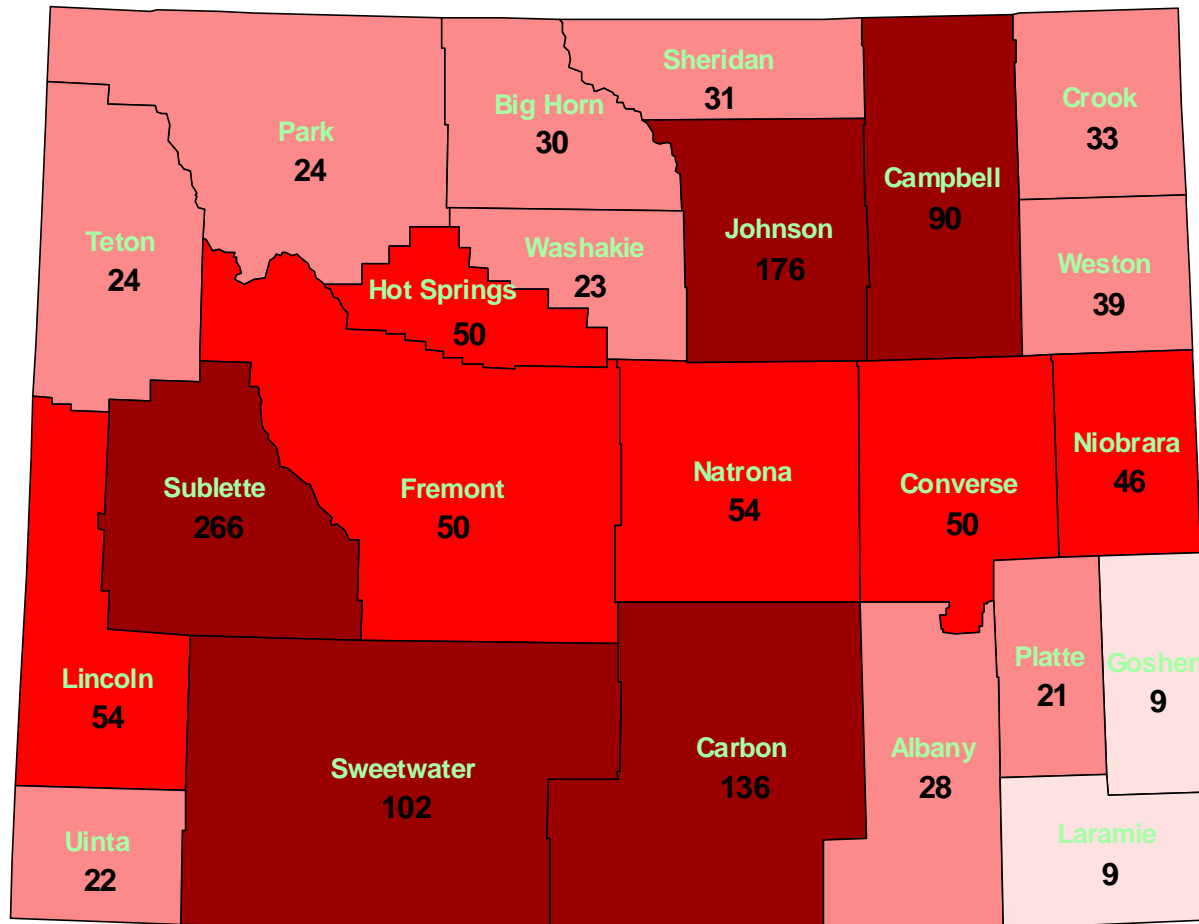 Sheridan
31
Big Horn
30
Crook
33
Park
24
Campbell
90
Johnson
176
Teton
24
Washakie
23
Weston
39
Hot Springs
50
Niobrara
46
Natrona
54
Converse
50
Sublette
266
Fremont
50
Platte
21
Goshen
9
Lincoln
54
Carbon
136
Albany
28
Sweetwater
102
Laramie
9
Uinta
22